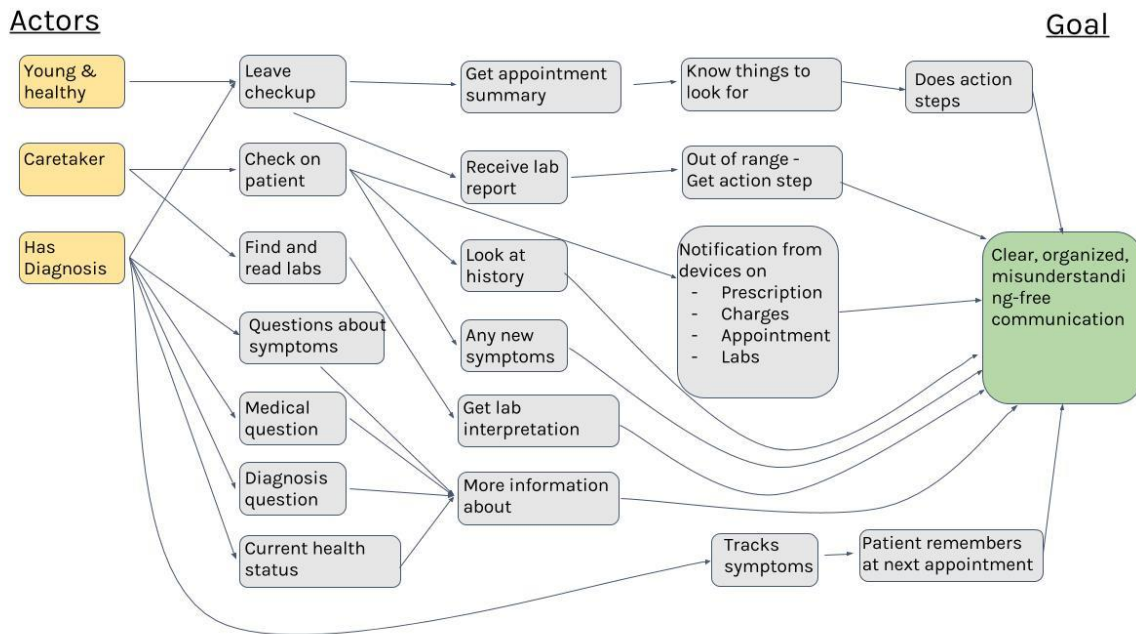 Actors
Goal
Young &
healthy
Leave
checkup
Get appointment
summary
Know things to
look for
Does action
steps
Caretaker
Check on
patient
Receive lab
report
Out of range -
Get action step
Has
Diagnosis
Find and
read labs
Look at
history
Notification from
devices on
- Prescription
- Charges
- Appointment
- Labs
Clear, organized,
misunderstandi
ng-free
communication
Questions about
symptoms
Any new
symptoms
Medical
question
Get lab
interpretation
Diagnosis
question
More information
about
Current health
status
Tracks
symptoms
Patient remembers
at next appointment